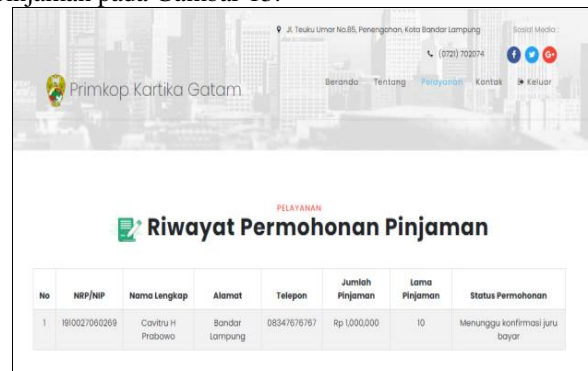 Pinjaman pada Gambar 15.
Jl. Teuku Umar No.85, Penengahan, Kota Bandar Lampung
Sosial Media
(0721) 702074
Primkop Kartika Gatam
Beranda Tentang Pelayanan Kontak Keluar
PELAYANAN
Riwayat Permohonan Pinjaman
No NRP/NIP Nama Lengkap Alamat Telepon Jumlah Pinjaman Lama Pinjaman Status Permohonan
1 1910027060269 Cavitru H Prabowo Bandar Lampung 08347676767 Rp 1,000,000 10 Menunggu konfirmasi juru bayar